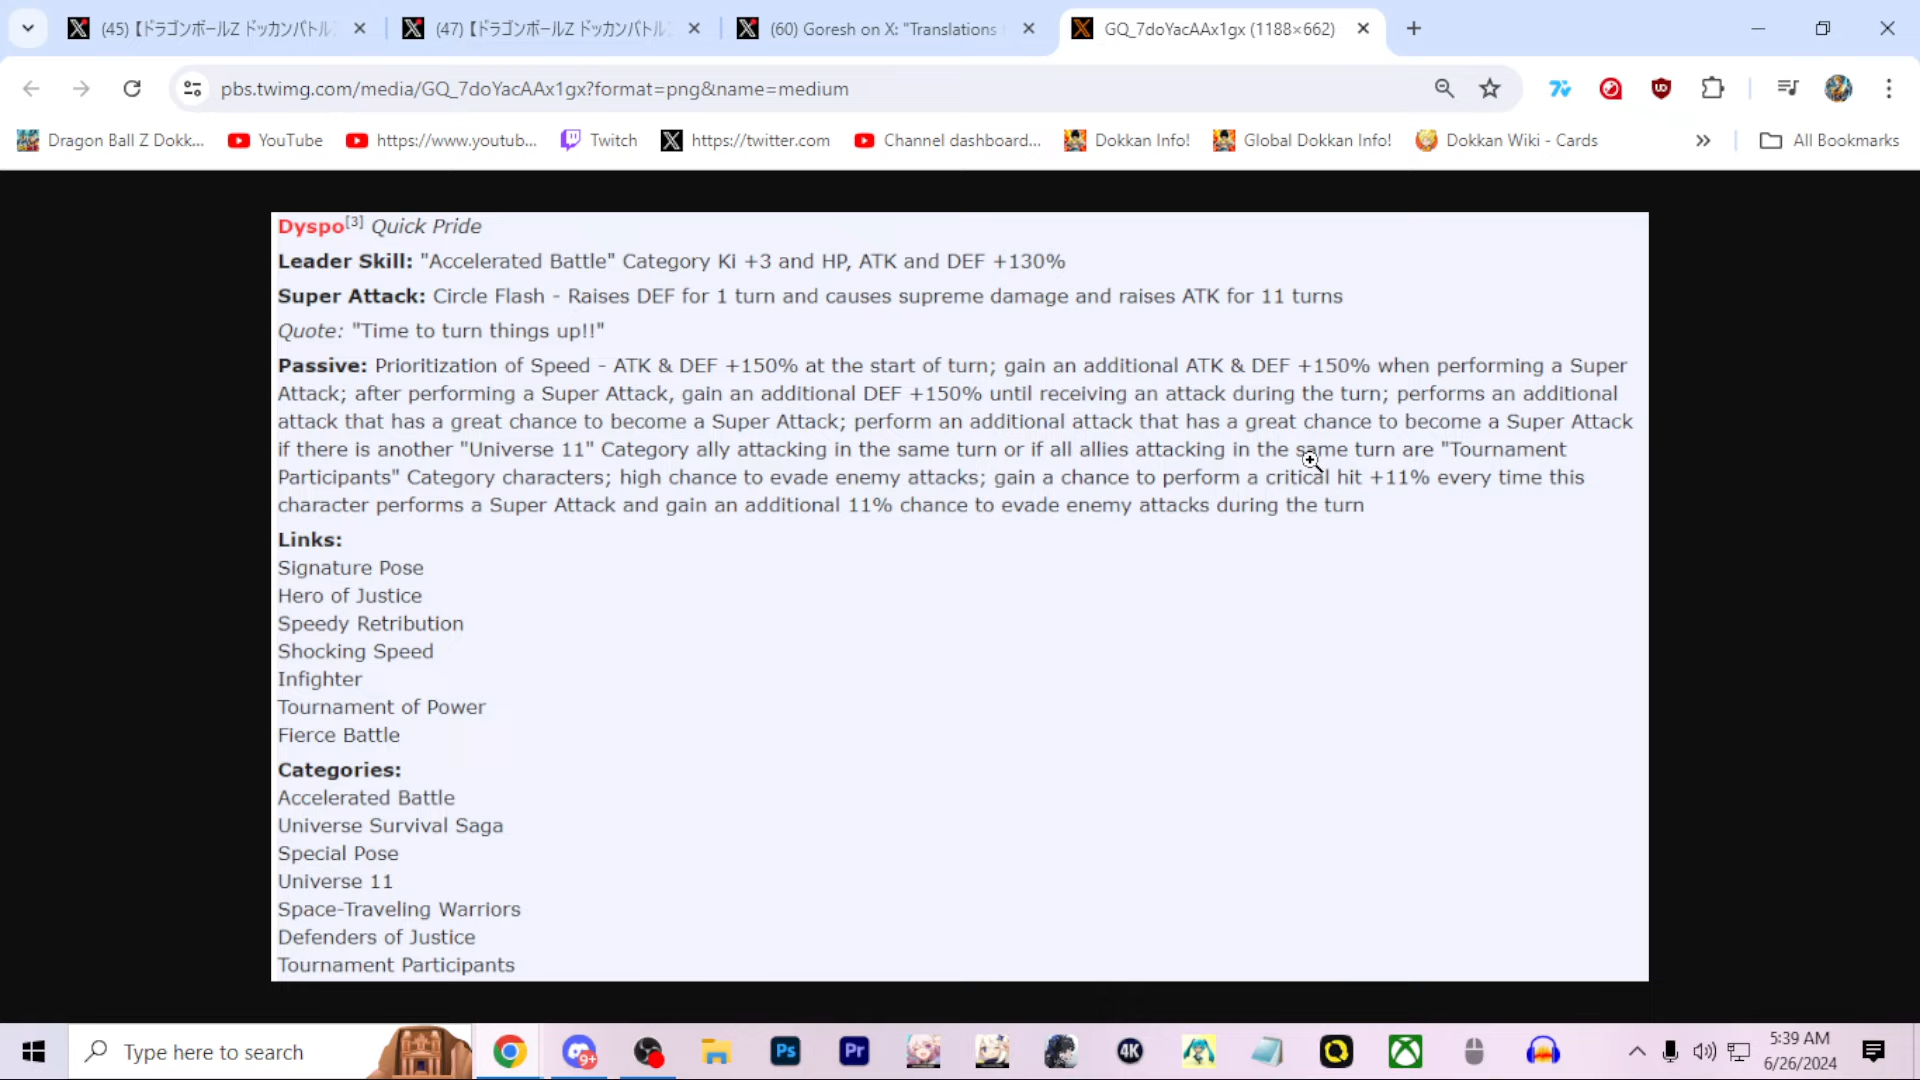 (45) 【ドラゴンボールZ ドッカンバトル
(47) 【ドラゴンボールZ ドッカンバトル
(60) Goresh on X: "Translations
GQ_7doYacAAx1gx (1188×662)
pbs.twimg.com/media/GQ_7doYacAAx1gx?format=png&name=medium
Dragon Ball Z Dokk...
YouTube
https://www.youtub...
Twitch
https://twitter.com
Channel dashboard...
Dokkan Info!
Global Dokkan Info!
Dokkan Wiki - Cards
All Bookmarks
Dyspo[3] Quick Pride
Leader Skill: "Accelerated Battle" Category Ki +3 and HP, ATK and DEF +130%
Super Attack: Circle Flash - Raises DEF for 1 turn and causes supreme damage and raises ATK for 11 turns
Quote: "Time to turn things up!!"
Passive: Prioritization of Speed - ATK & DEF +150% at the start of turn; gain an additional ATK & DEF +150% when performing a Super
Attack; after performing a Super Attack, gain an additional DEF +150% until receiving an attack during the turn; performs an additional
attack that has a great chance to become a Super Attack; perform an additional attack that has a great chance to become a Super Attack
if there is another "Universe 11" Category ally attacking in the same turn or if all allies attacking in the same turn are "Tournament
Participants" Category characters; high chance to evade enemy attacks; gain a chance to perform a critical hit +11% every time this
character performs a Super Attack and gain an additional 11% chance to evade enemy attacks during the turn
Links:
Signature Pose
Hero of Justice
Speedy Retribution
Shocking Speed
Infighter
Tournament of Power
Fierce Battle
Categories:
Accelerated Battle
Universe Survival Saga
Special Pose
Universe 11
Space-Traveling Warriors
Defenders of Justice
Tournament Participants
Type here to search
9+
Ps
Pr
4K
5:39 AM
6/26/2024